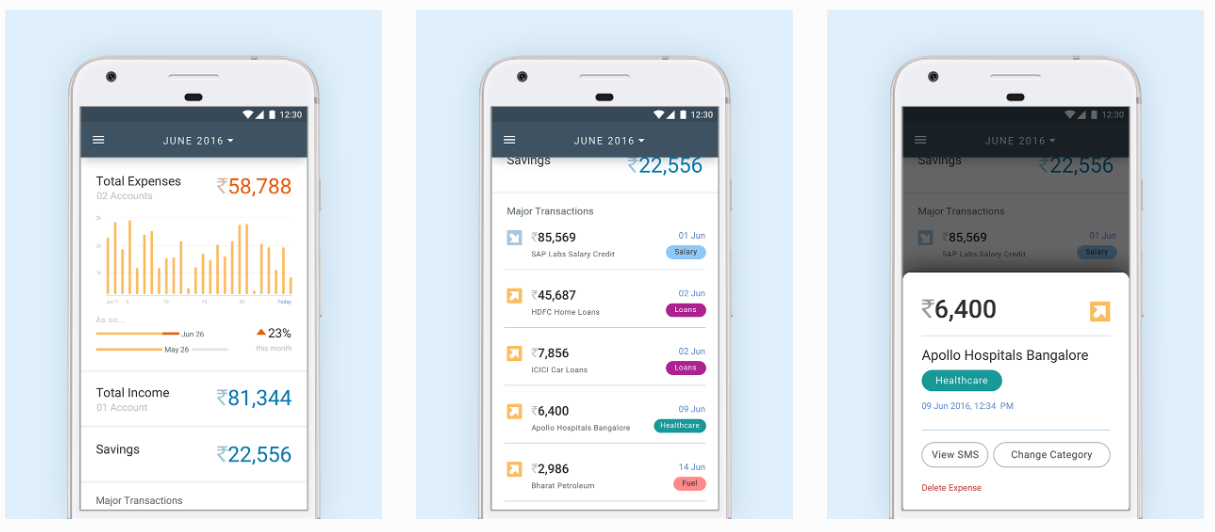 12:30
JUNE 2016
Total Expenses
₹58,788
02 Accounts
3k
2k
1k
Jun 1 5 10 15 20 Today
As on...
Jun 26
23%
May 26
this month
Total Income
₹81,344
01 Account
Savings
₹22,556
Major Transactions
12:30
JUNE 2016
Savings
₹22,556
Major Transactions
₹85,569
01 Jun
SAP Labs Salary Credit
Salary
₹45,687
02 Jun
HDFC Home Loans
Loans
₹7,856
02 Jun
ICICI Car Loans
Loans
₹6,400
09 Jun
Apollo Hospitals Bangalore
Healthcare
₹2,986
14 Jun
Bharat Petroleum
Fuel
12:30
JUNE 2016
Savings
₹22,556
Major Transactions
₹85,569
01 Jun
SAP Labs Salary Credit
Salary
₹6,400
Apollo Hospitals Bangalore
Healthcare
09 Jun 2016, 12:34 PM
View SMS
Change Category
Delete Expense